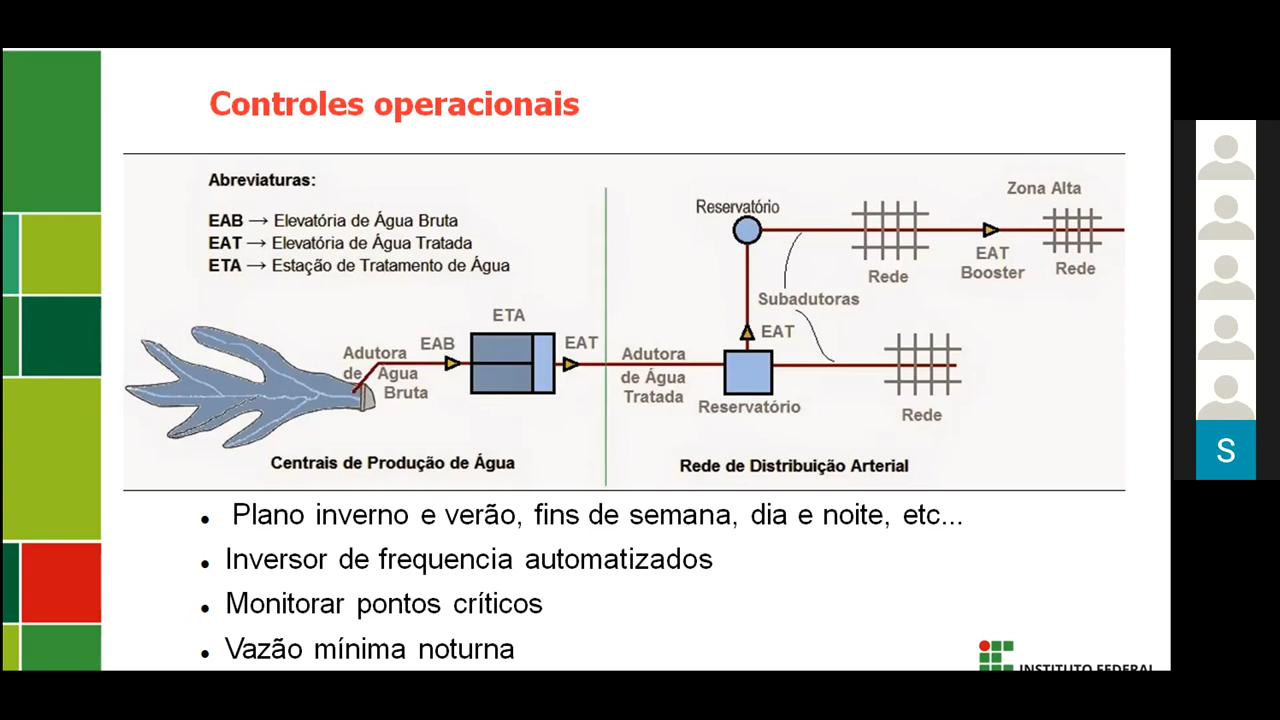 Controles operacionais
Abreviaturas:
EAB → Elevatória de Água Bruta
EAT → Elevatória de Água Tratada
ETA → Estação de Tratamento de Água
Reservatório
Zona Alta
Rede
EAT
Booster
Rede
Subadutoras
ETA
EAB
EAT
EAT
Adutora
de Água
Bruta
Adutora
de Água
Tratada
Reservatório
Rede
Centrais de Produção de Água
Rede de Distribuição Arterial
• Plano inverno e verão, fins de semana, dia e noite, etc...
• Inversor de frequencia automatizados
• Monitorar pontos críticos
• Vazão mínima noturna
INSTITUTO FEDERAL
S